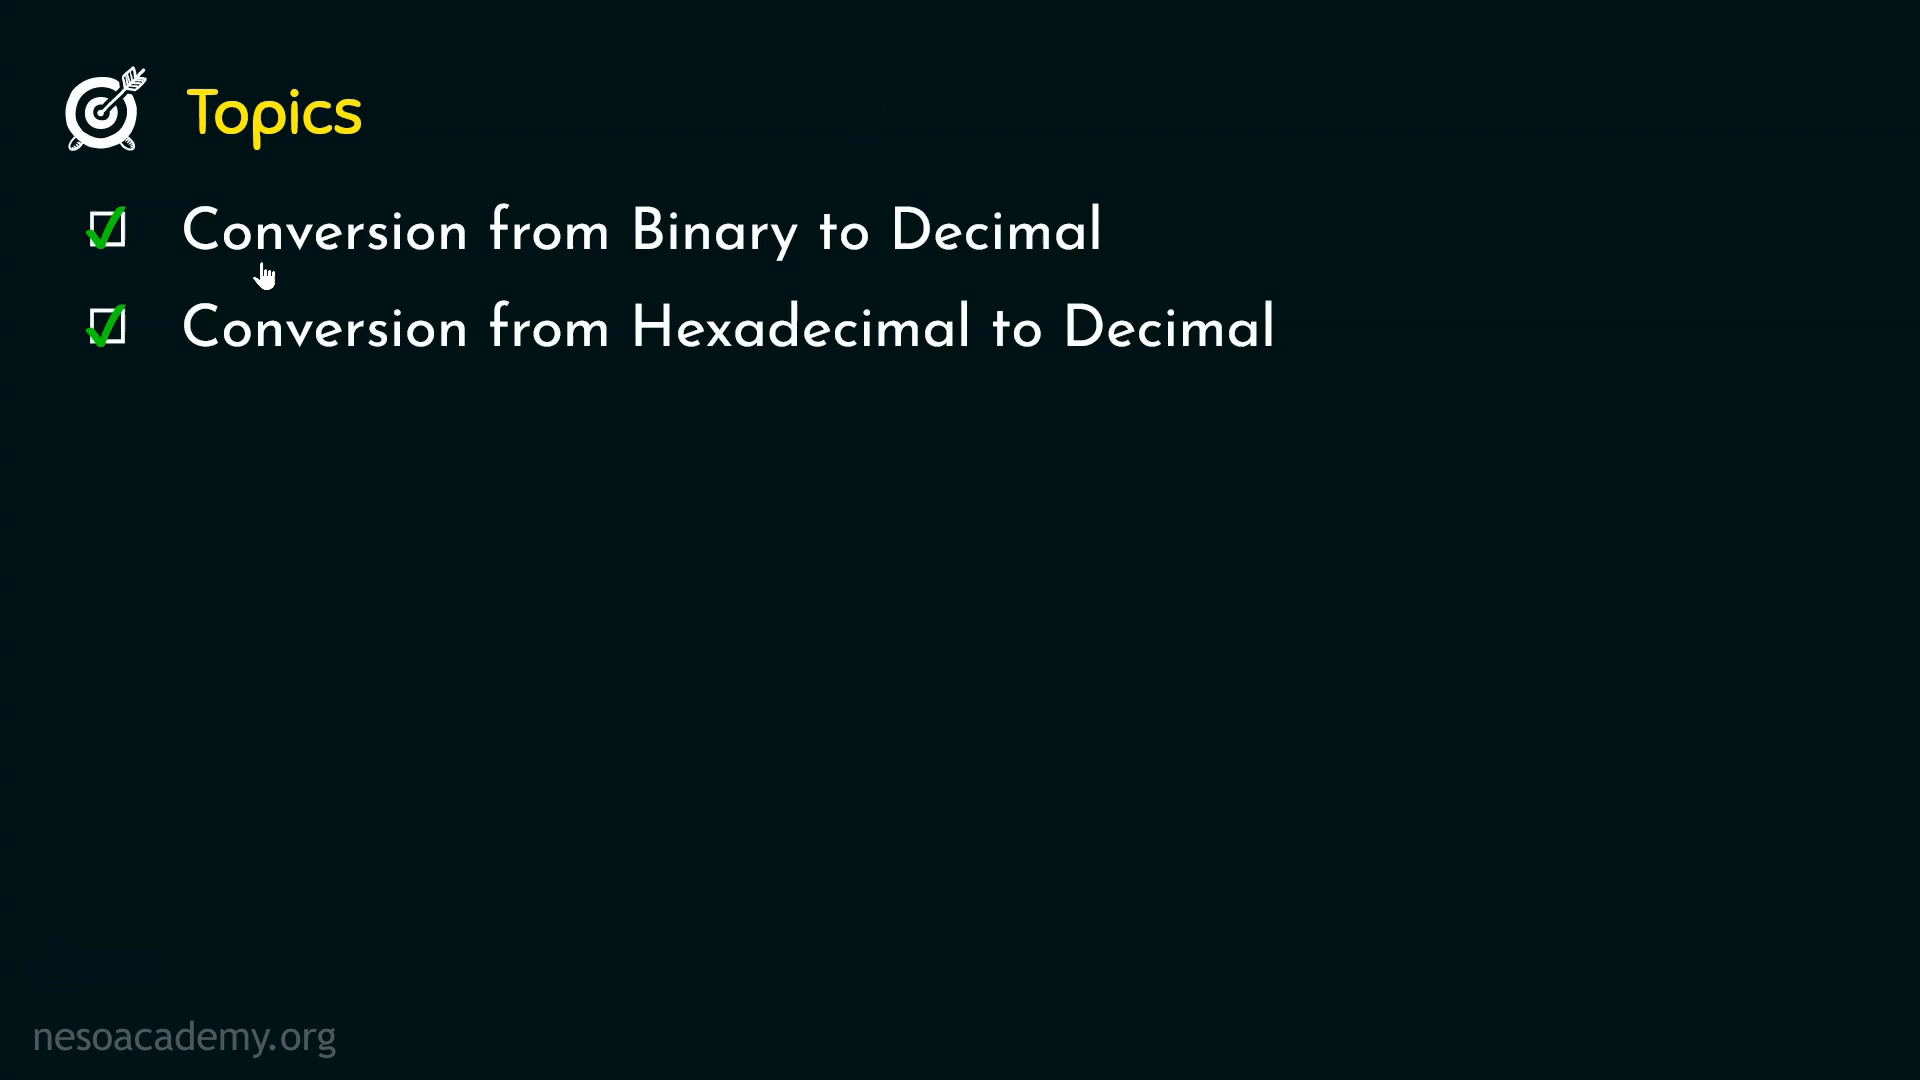 Topics
Conversion from Binary to Decimal
Conversion from Hexadecimal to Decimal
nesoacademy.org